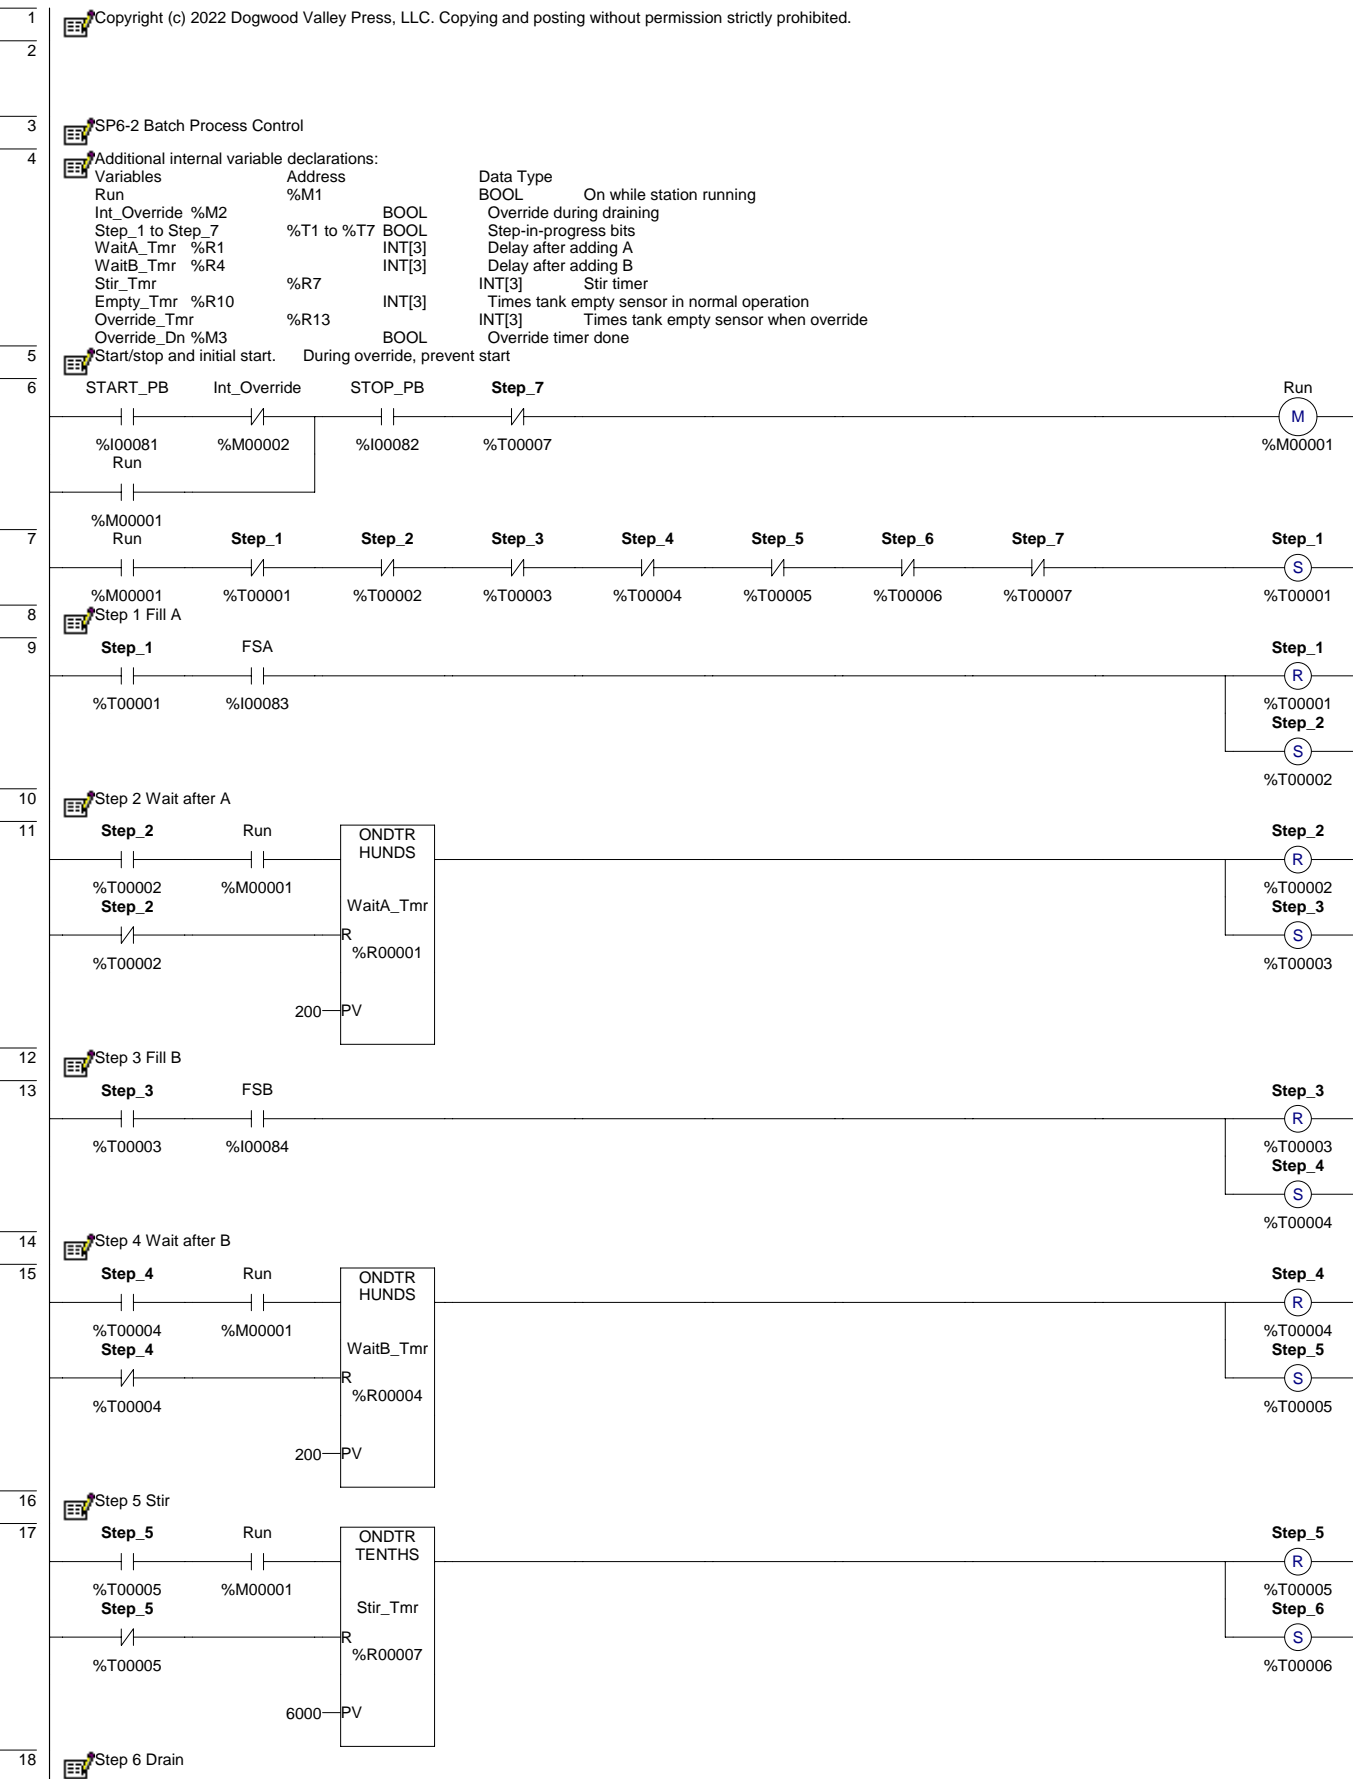 1 Copyright (c) 2022 Dogwood Valley Press, LLC. Copying and posting without permission strictly prohibited.
2
3 SP6-2 Batch Process Control
4 Additional internal variable declarations:
Variables Address Data Type
Run %M1 BOOL On while station running
Int_Override %M2 BOOL Override during draining
Step_1 to Step_7 %T1 to %T7 BOOL Step-in-progress bits
WaitA_Tmr %R1 INT[3] Delay after adding A
WaitB_Tmr %R4 INT[3] Delay after adding B
Stir_Tmr %R7 INT[3] Stir timer
Empty_Tmr %R10 INT[3] Times tank empty sensor in normal operation
Override_Tmr %R13 INT[3] Times tank empty sensor when override
Override_Dn %M3 BOOL Override timer done
5 Start/stop and initial start. During override, prevent start
6 START_PB Int_Override STOP_PB Step_7 Run
M
%I00081 %M00002 %I00082 %T00007 %M00001
Run
%M00001
7 Run Step_1 Step_2 Step_3 Step_4 Step_5 Step_6 Step_7 Step_1
S
%M00001 %T00001 %T00002 %T00003 %T00004 %T00005 %T00006 %T00007 %T00001
8 Step 1 Fill A
9 Step_1 FSA Step_1
R
%T00001 %I00083 %T00001
Step_2
S
%T00002
10 Step 2 Wait after A
11 Step_2 Run ONDTR Step_2
HUNDS R
%T00002 %M00001 %T00002
Step_2 WaitA_Tmr Step_3
R S
%T00002 %R00001 %T00003
200 PV
12 Step 3 Fill B
13 Step_3 FSB Step_3
R
%T00003 %I00084 %T00003
Step_4
S
%T00004
14 Step 4 Wait after B
15 Step_4 Run ONDTR Step_4
HUNDS R
%T00004 %M00001 %T00004
Step_4 WaitB_Tmr Step_5
R S
%T00004 %R00004 %T00005
200 PV
16 Step 5 Stir
17 Step_5 Run ONDTR Step_5
TENTHS R
%T00005 %M00001 %T00005
Step_5 Stir_Tmr Step_6
R S
%T00005 %R00007 %T00006
6000 PV
18 Step 6 Drain